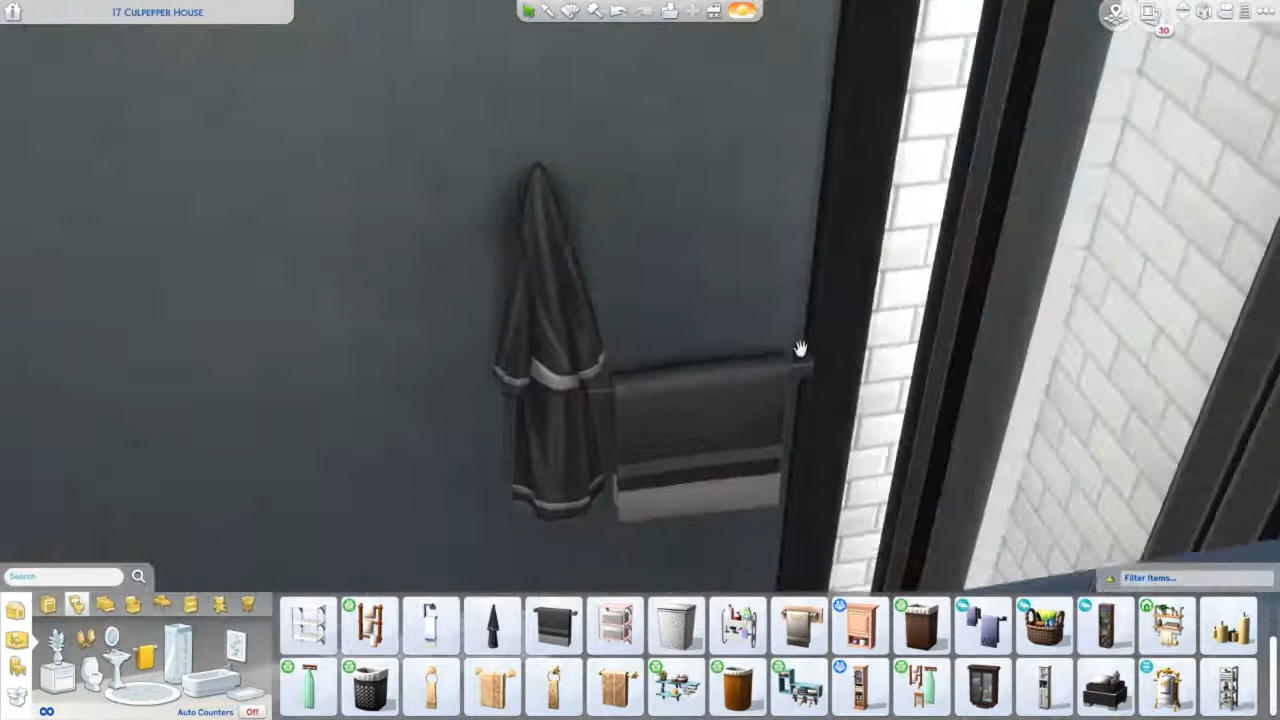 17 Culpepper House
30
Search
Filter Items...
Auto Counters
Off